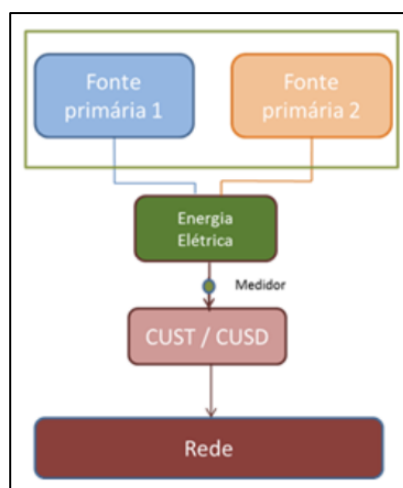 Fonte
primária 1
Fonte
primária 2
Energia
Elétrica
Medidor
CUST / CUSD
Rede